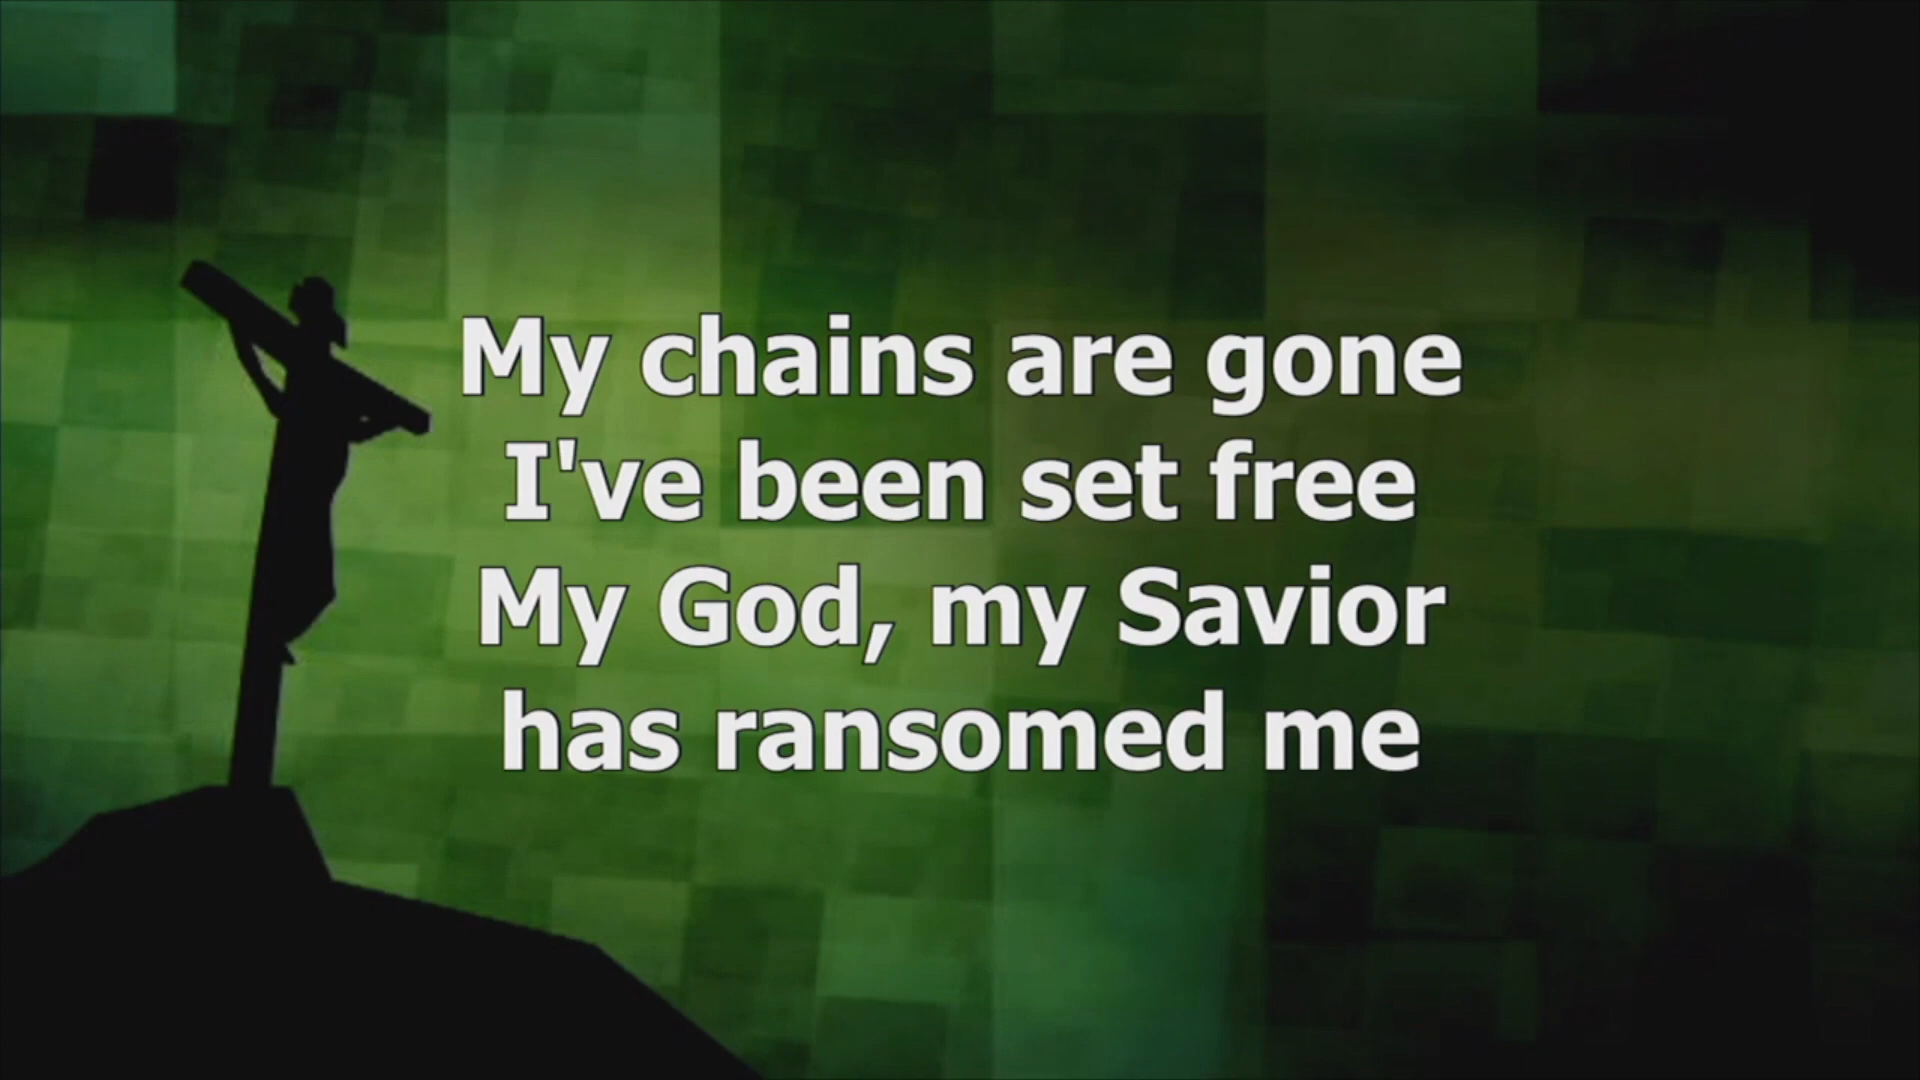 My chains are gone
I've been set free
My God, my Savior
has ransomed me